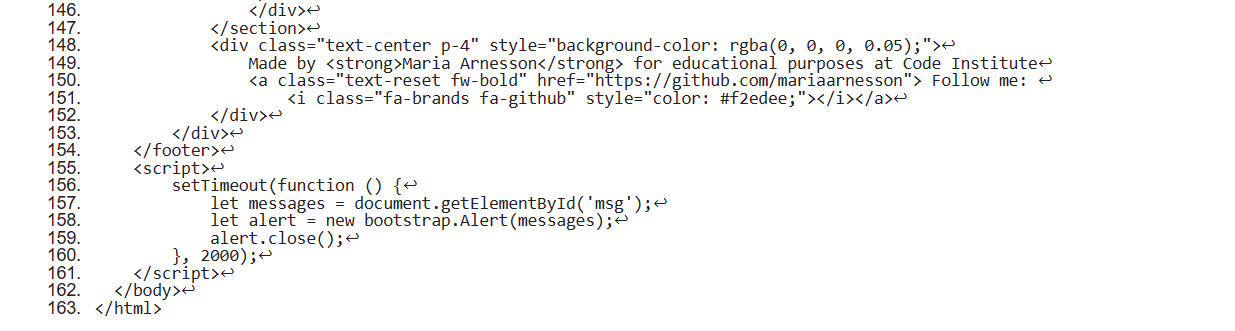 146. </div>↩
147. </section>↩
148. <div class="text-center p-4" style="background-color: rgba(0, 0, 0, 0.05);">↩
149. Made by <strong>Maria Arnesson</strong> for educational purposes at Code Institute↩
150. <a class="text-reset fw-bold" href="https://github.com/mariaarnesson"> Follow me: ↩
151. <i class="fa-brands fa-github" style="color: #f2edee;"></i></a>↩
152. </div>↩
153. </div>↩
154. </footer>↩
155. <script>↩
156. setTimeout(function () {↩
157. let messages = document.getElementById('msg');↩
158. let alert = new bootstrap.Alert(messages);↩
159. alert.close();↩
160. }, 2000);↩
161. </script>↩
162. </body>↩
163. </html>